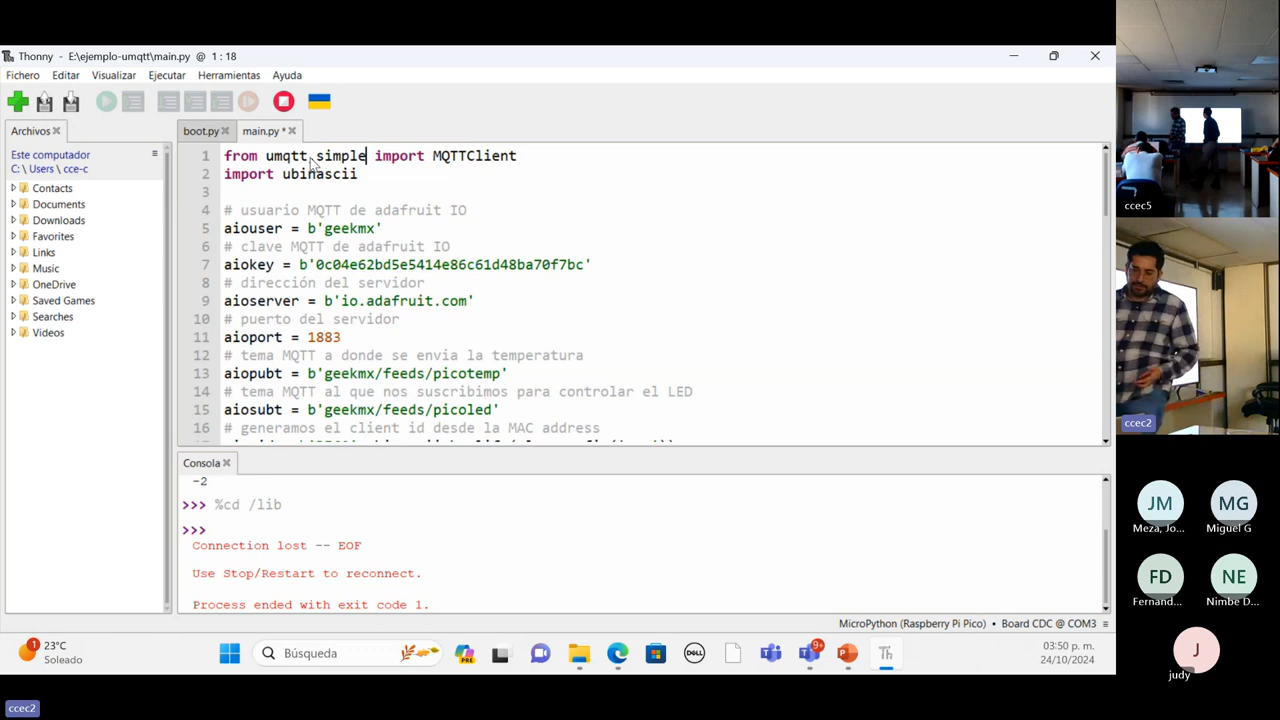 Thonny - E:\ejemplo-umqtt\main.py @ 1 : 18
Fichero Editar Visualizar Ejecutar Herramientas Ayuda
Archivos
boot.py main.py *
Este computador
C: \ Users \ cce-c
Contacts
Documents
Downloads
Favorites
Links
Music
OneDrive
Saved Games
Searches
Videos
1 from umqtt.simple import MQTTClient
2 import ubinascii
3
4 # usuario MQTT de adafruit IO
5 aiouser = b'geekmx'
6 # clave MQTT de adafruit IO
7 aiokey = b'0c04e62bd5e5414e86c61d48ba70f7bc'
8 # dirección del servidor
9 aioserver = b'io.adafruit.com'
10 # puerto del servidor
11 aioport = 1883
12 # tema MQTT a donde se envia la temperatura
13 aiopubt = b'geekmx/feeds/picotemp'
14 # tema MQTT al que nos suscribimos para controlar el LED
15 aiosubt = b'geekmx/feeds/picoled'
16 # generamos el client id desde la MAC address
Consola
-2
>>> %cd /lib
>>>
Connection lost -- EOF
Use Stop/Restart to reconnect.
Process ended with exit code 1.
MicroPython (Raspberry Pi Pico) • Board CDC @ COM3
1
23°C
Soleado
Búsqueda
PRE
DELL
9+
Th
03:50 p. m.
24/10/2024
ccec5
ccec2
JM
Meza, Jo...
MG
Miguel G
FD
Fernand...
NE
Nimbe D...
J
judy
ccec2